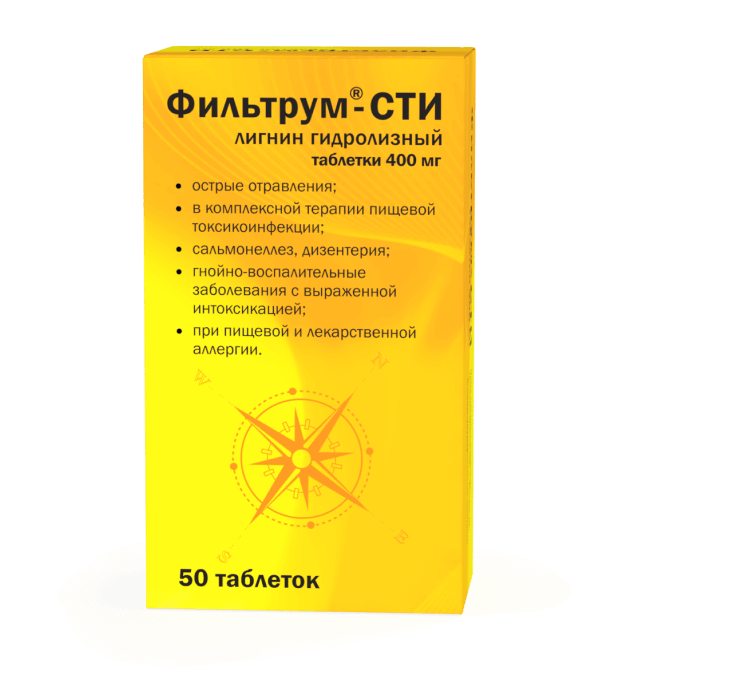 Фильтрум®-СТИ
лигнин гидролизный
таблетки 400 мг
• острые отравления;
• в комплексной терапии пищевой
токсикоинфекции;
• сальмонеллез, дизентерия;
• гнойно-воспалительные
заболевания с выраженной
интоксикацией;
• при пищевой и лекарственной
аллергии.
W N
S E
50 таблеток